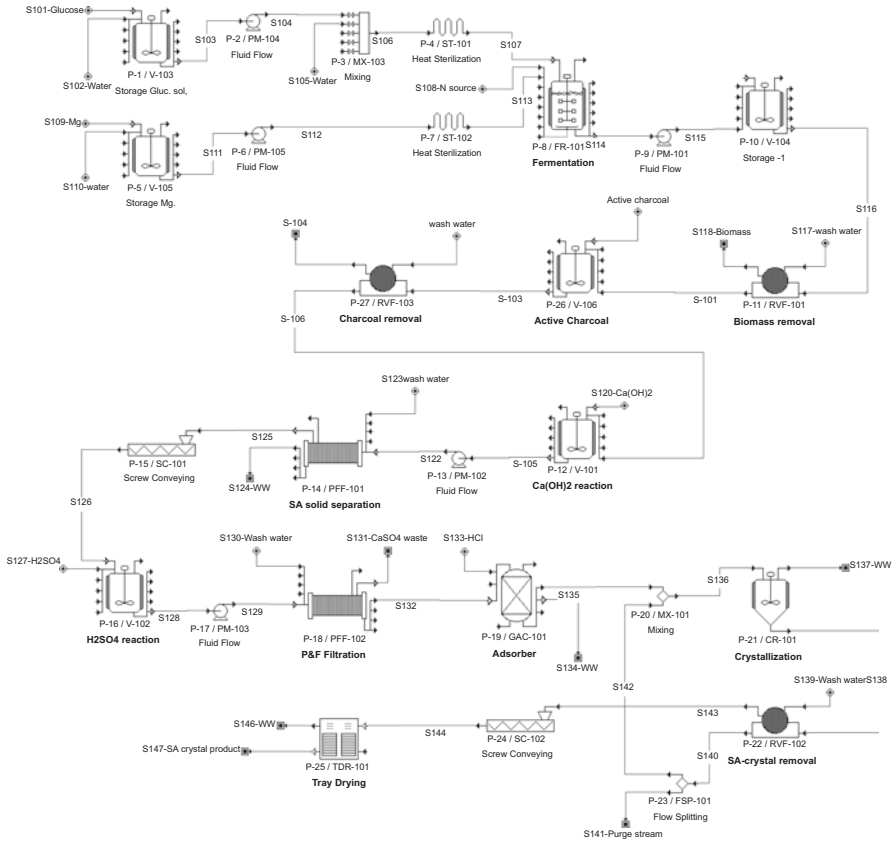 S101-Glucose
S104
P-2 / PM-104
Fluid Flow
S103
S102-Water
P-1 / V-103
Storage Gluc. sol,
S106
P-3 / MX-103
Mixing
S105-Water
P-4 / ST-101
Heat Sterilization
S107
S108-N source
S113
S109-Mg
S110-water
P-5 / V-105
Storage Mg.
S111
P-6 / PM-105
Fluid Flow
S112
P-7 / ST-102
Heat Sterilization
P-8 / FR-101
S114
Fermentation
P-9 / PM-101
Fluid Flow
S115
P-10 / V-104
Storage -1
S116
S-104
wash water
Active charcoal
S118-Biomass
S117-wash water
P-27 / RVF-103
Charcoal removal
S-103
P-26 / V-106
Active Charcoal
S-101
P-11 / RVF-101
Biomass removal
S-106
S123wash water
S120-Ca(OH)2
S125
P-15 / SC-101
Screw Conveying
S124-WW
P-14 / PFF-101
SA solid separation
S122
P-13 / PM-102
Fluid Flow
S-105
P-12 / V-101
Ca(OH)2 reaction
S126
S127-H2SO4
S130-Wash water
S131-CaSO4 waste
S133-HCl
S137-WW
P-16 / V-102
H2SO4 reaction
S128
P-17 / PM-103
Fluid Flow
S129
P-18 / PFF-102
P&F Filtration
S132
P-19 / GAC-101
Adsorber
S135
S134-WW
P-20 / MX-101
Mixing
S136
P-21 / CR-101
Crystallization
S142
S139-Wash waterS138
S146-WW
S147-SA crystal product
P-25 / TDR-101
Tray Drying
S144
P-24 / SC-102
Screw Conveying
S143
P-22 / RVF-102
SA-crystal removal
S140
P-23 / FSP-101
Flow Splitting
S141-Purge stream